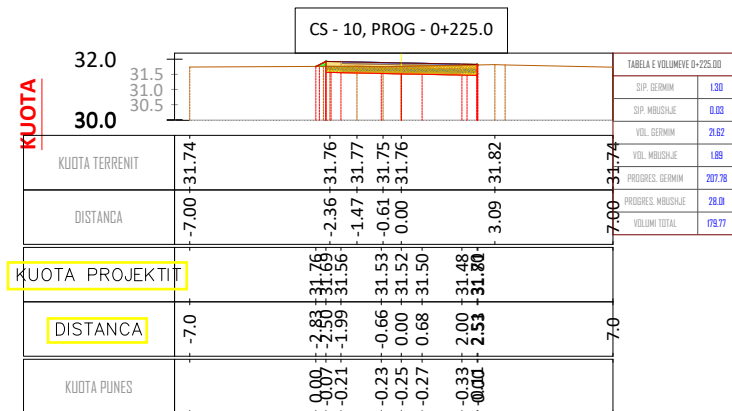 CS - 10, PROG - 0+225.0
KUOTA
32.0
31.5
31.0
30.5
30.0
TABELA E VOLUMEVE 0+225.00
SIP. GERMIM 1.30
SIP. MBUSHJE 0.03
VOL. GERMIM 21.62
VOL. MBUSHJE 1.89
PROGRES. GERMIM 207.78
PROGRES. MBUSHJE 28.01
VOLUMI TOTAL 179.77
KUOTA TERRENIT 31.74 31.76 31.77 31.75 31.76 31.82 31.74
DISTANCA -7.00 -2.36 -1.47 -0.61 0.00 3.09 7.00
KUOTA PROJEKTIT 31.76 31.69 31.56 31.53 31.52 31.50 31.48
DISTANCA -7.0 -2.83 -2.50 -1.99 -0.66 0.00 0.68 2.00 7.0
KUOTA PUNES 0.00 -0.07 -0.21 -0.23 -0.25 -0.27 -0.33